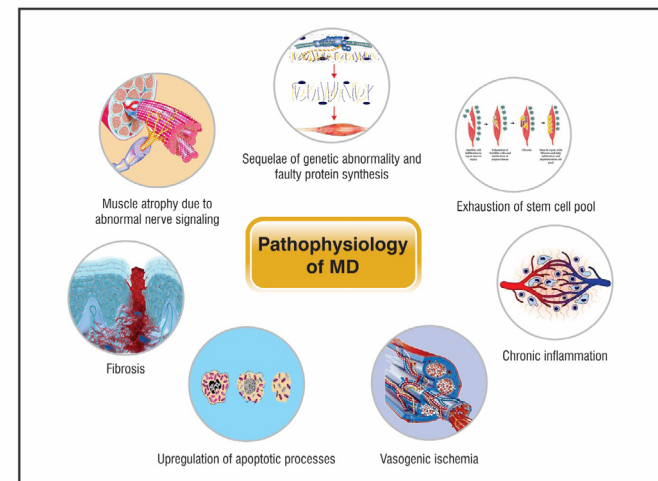 Sequelae of genetic abnormality and
faulty protein synthesis
Muscle atrophy due to
abnormal nerve signaling
Exhaustion of stem cell pool
Pathophysiology
of MD
Fibrosis
Chronic inflammation
Upregulation of apoptotic processes
Vasogenic ischemia